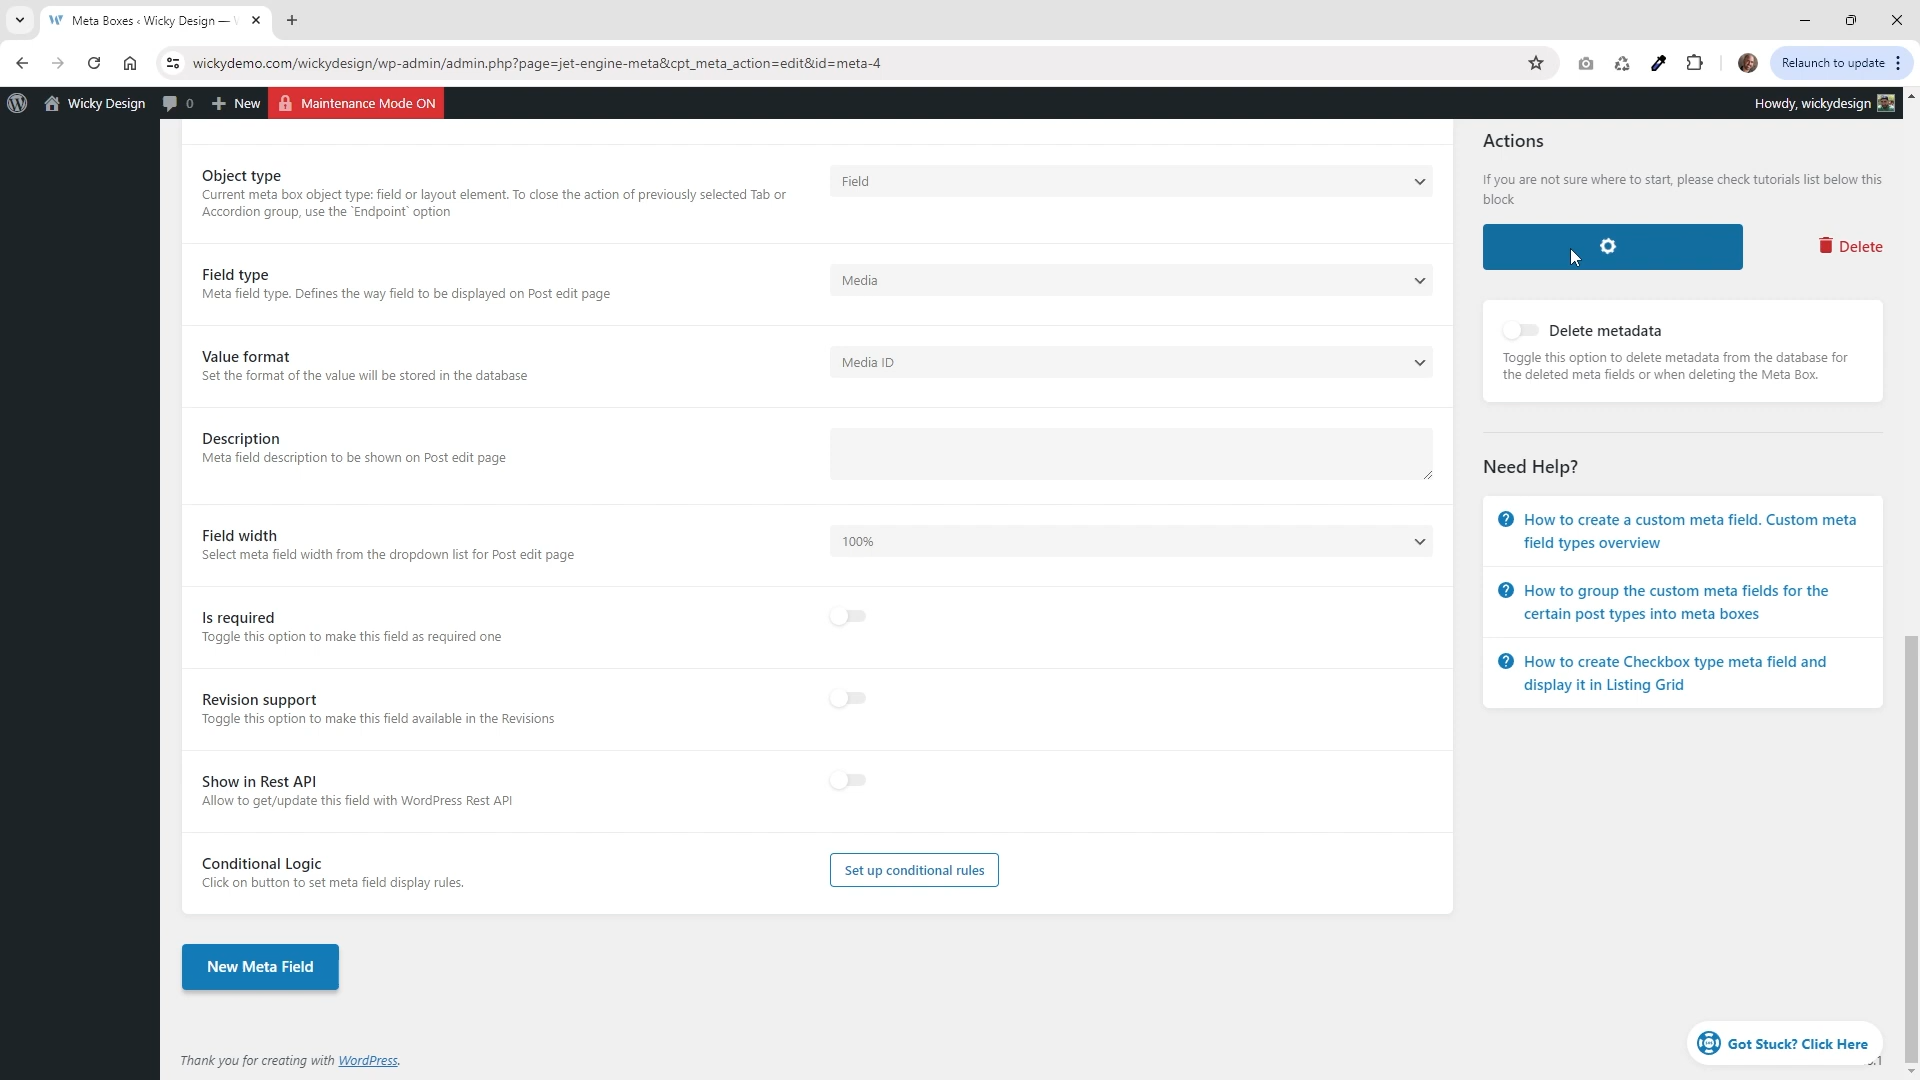 Meta Boxes ‹ Wicky Design —
wickydemo.com/wickydesign/wp-admin/admin.php?page=jet-engine-meta&cpt_meta_action=edit&id=meta-4
Relaunch to update
Wicky Design
0
New
Maintenance Mode ON
Howdy, wickydesign
Object type
Current meta box object type: field or layout element. To close the action of previously selected Tab or
Accordion group, use the `Endpoint` option
Field
Field type
Meta field type. Defines the way field to be displayed on Post edit page
Media
Value format
Set the format of the value will be stored in the database
Media ID
Description
Meta field description to be shown on Post edit page
Field width
Select meta field width from the dropdown list for Post edit page
100%
Is required
Toggle this option to make this field as required one
Revision support
Toggle this option to make this field available in the Revisions
Show in Rest API
Allow to get/update this field with WordPress Rest API
Conditional Logic
Click on button to set meta field display rules.
Set up conditional rules
New Meta Field
Thank you for creating with WordPress.
Actions
If you are not sure where to start, please check tutorials list below this
block
Delete
Delete metadata
Toggle this option to delete metadata from the database for
the deleted meta fields or when deleting the Meta Box.
Need Help?
How to create a custom meta field. Custom meta
field types overview
How to group the custom meta fields for the
certain post types into meta boxes
How to create Checkbox type meta field and
display it in Listing Grid
Got Stuck? Click Here